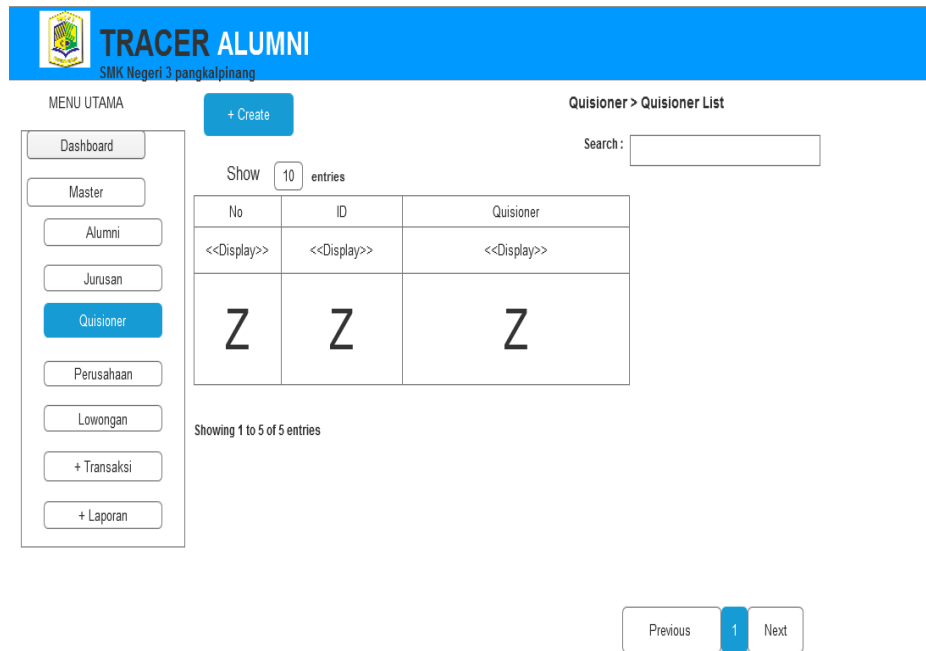 TRACER ALUMNI
SMK Negeri 3 pangkalpinang
MENU UTAMA
Dashboard
Master
Alumni
Jurusan
Quisioner
Perusahaan
Lowongan
+ Transaksi
+ Laporan
+ Create
Quisioner > Quisioner List
Search :
Show 10 entries
No ID Quisioner
<<Display>> <<Display>> <<Display>>
Z Z Z
Showing 1 to 5 of 5 entries
Previous 1 Next